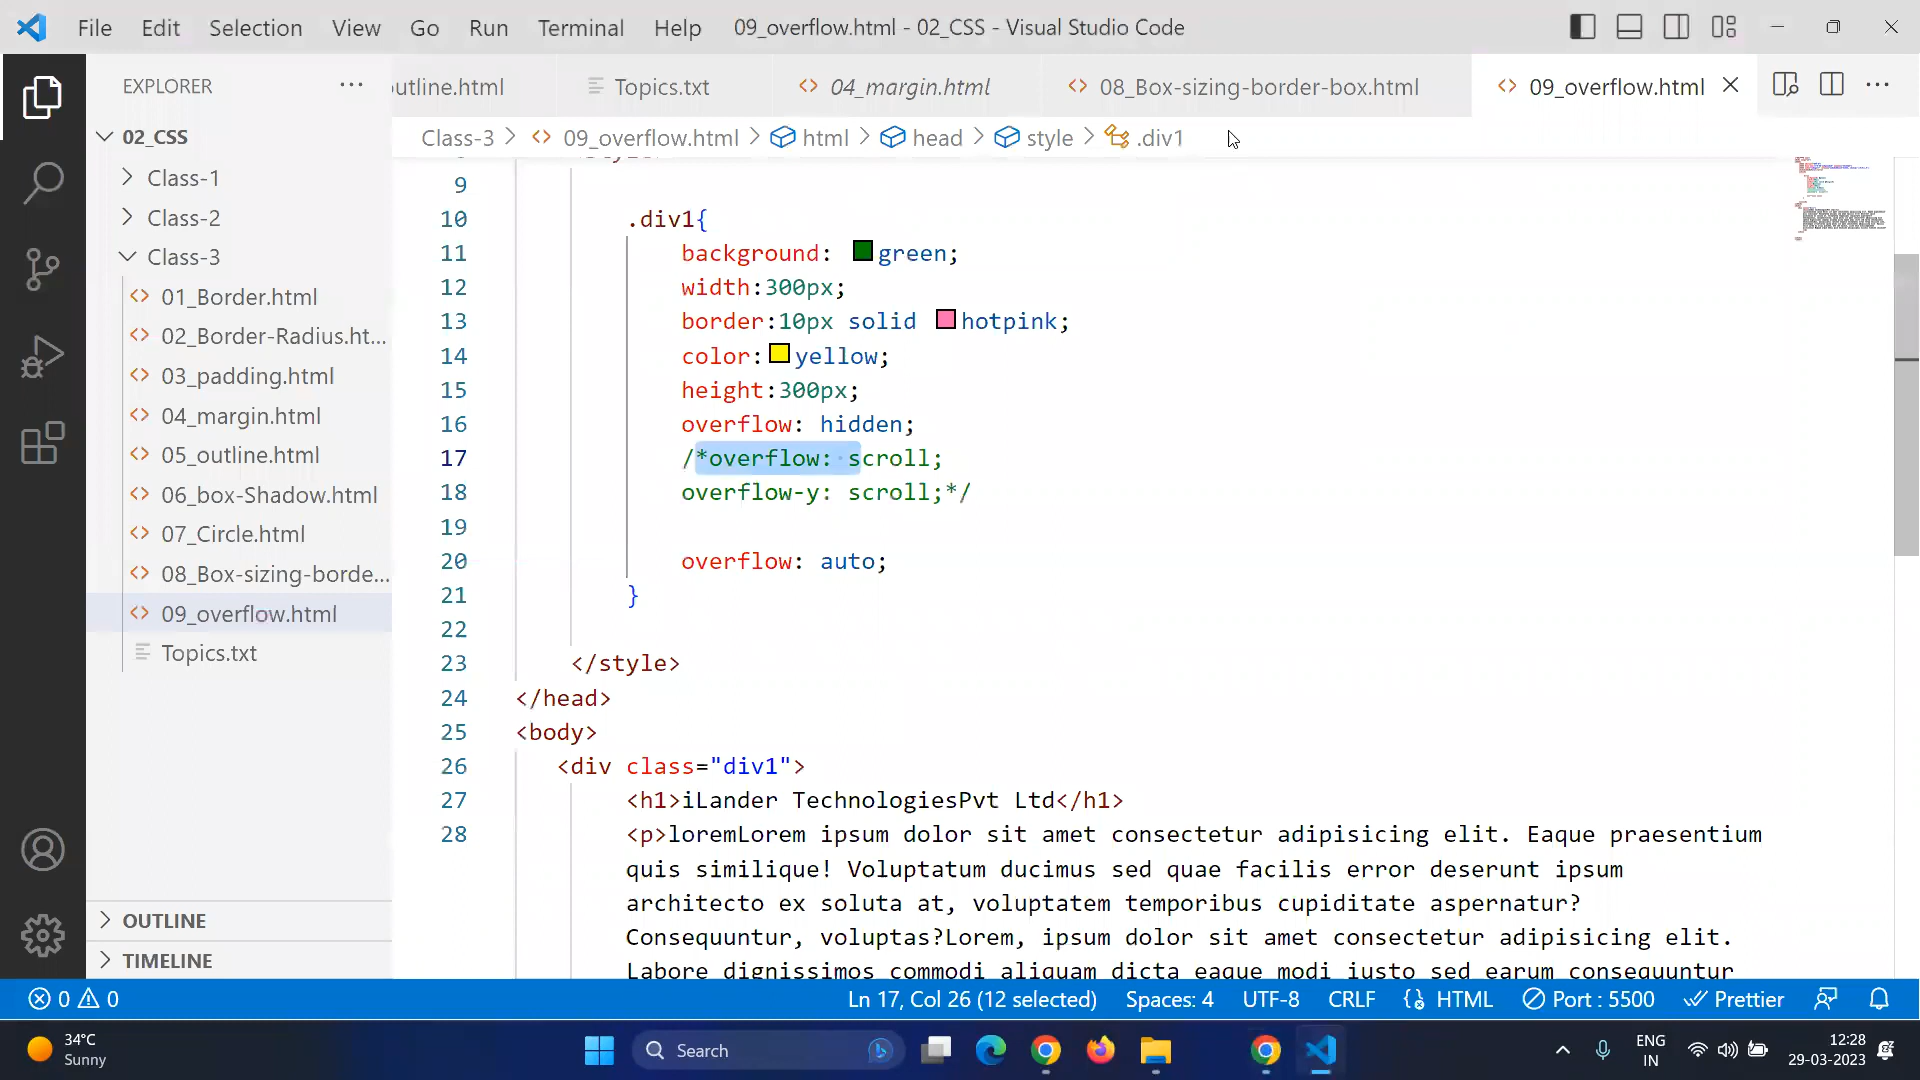 File Edit Selection View Go Run Terminal Help 09_overflow.html - 02_CSS - Visual Studio Code
EXPLORER ··· outline.html Topics.txt 04_margin.html 08_Box-sizing-border-box.html 09_overflow.html
Class-3 > 09_overflow.html > html > head > style > .div1
02_CSS
Class-1
Class-2
Class-3
01_Border.html
02_Border-Radius.ht...
03_padding.html
04_margin.html
05_outline.html
06_box-Shadow.html
07_Circle.html
08_Box-sizing-borde...
09_overflow.html
Topics.txt
OUTLINE
TIMELINE
9
10 .div1{
11 background: green;
12 width:300px;
13 border:10px solid hotpink;
14 color:yellow;
15 height:300px;
16 overflow: hidden;
17 /*overflow: scroll;
18 overflow-y: scroll;*/
19
20 overflow: auto;
21 }
22
23 </style>
24 </head>
25 <body>
26 <div class="div1">
27 <h1>iLander TechnologiesPvt Ltd</h1>
28 <p>loremLorem ipsum dolor sit amet consectetur adipisicing elit. Eaque praesentium
quis similique! Voluptatum ducimus sed quae facilis error deserunt ipsum
architecto ex soluta at, voluptatem temporibus cupiditate aspernatur?
Consequuntur, voluptas?Lorem, ipsum dolor sit amet consectetur adipisicing elit.
Labore dignissimos commodi aliquam dicta eaque modi iusto sed earum consequuntur
0 0 Ln 17, Col 26 (12 selected) Spaces: 4 UTF-8 CRLF HTML Port : 5500 Prettier
34°C
Sunny
Search
ENG
IN
12:28
29-03-2023